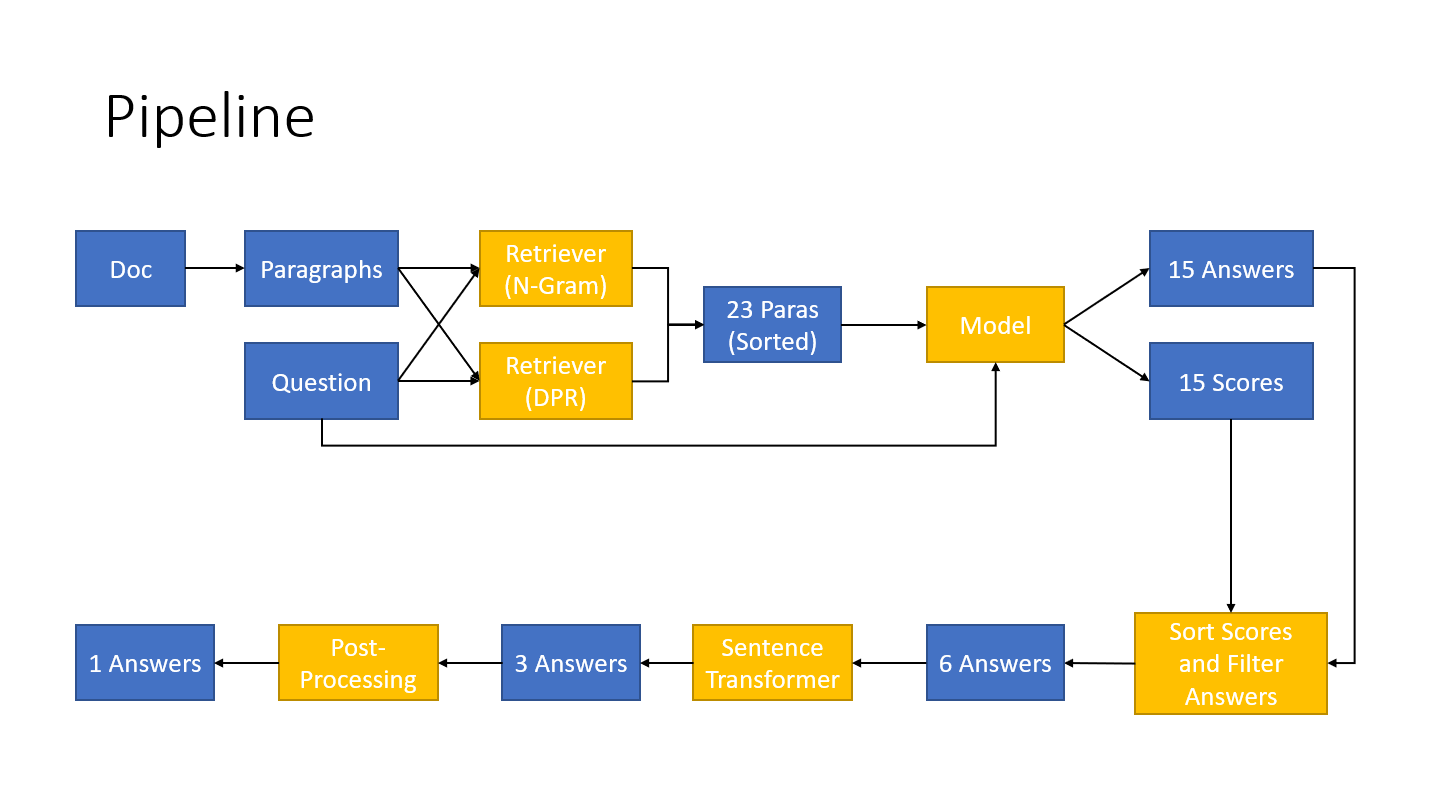 Pipeline
Doc
Paragraphs
Retriever
(N-Gram)
Question
Retriever
(DPR)
23 Paras
(Sorted)
Model
15 Answers
15 Scores
1 Answers
Post-
Processing
3 Answers
Sentence
Transformer
6 Answers
Sort Scores
and Filter
Answers